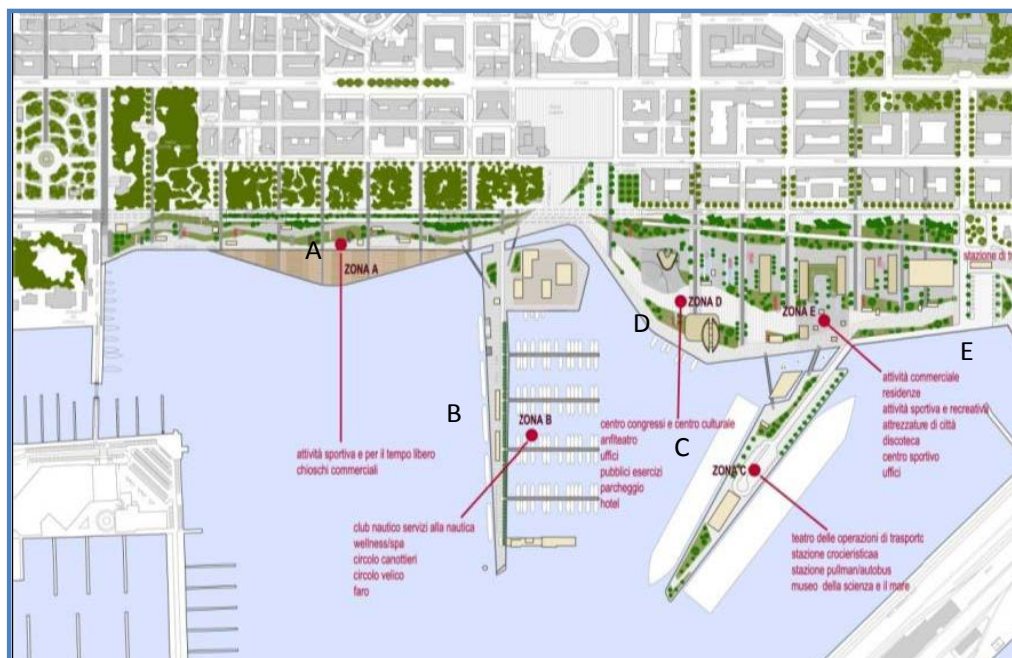 A
ZONA A
attività sportiva e per il tempo libero
chioschi commerciali
B
ZONA B
club nautico servizi alla nautica
wellness/spa
circolo canottieri
circolo velico
faro
D
ZONA D
centro congressi e centro culturale
anfiteatro
uffici
pubblici esercizi
parcheggio
hotel
C
ZONA C
teatro delle operazioni di trasporto
stazione crocieristicaa
stazione pullman/autobus
museo della scienza e il mare
ZONA E
E
attività commerciale
residenze
attività sportiva e recreativa
attrezzature di città
discoteca
centro sportivo
uffici
stazione di tr